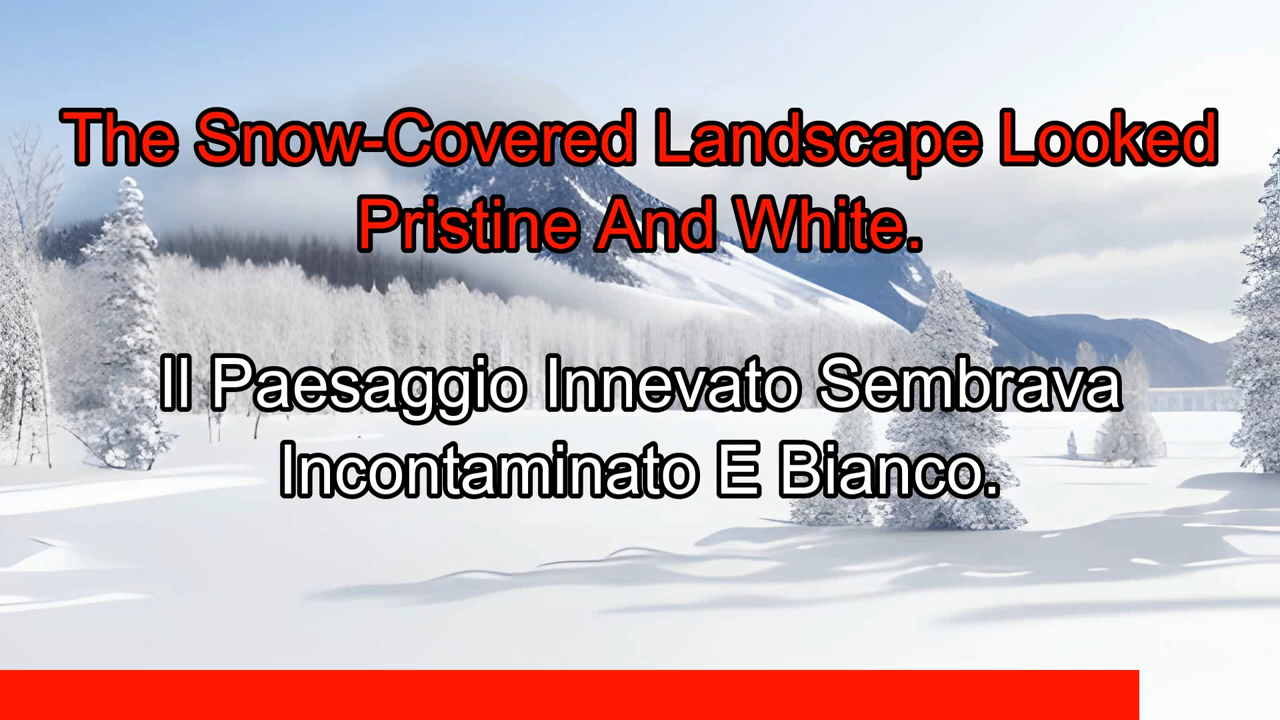 The Snow-Covered Landscape Looked
Pristine And White.
Il Paesaggio Innevato Sembrava
Incontaminato E Bianco.